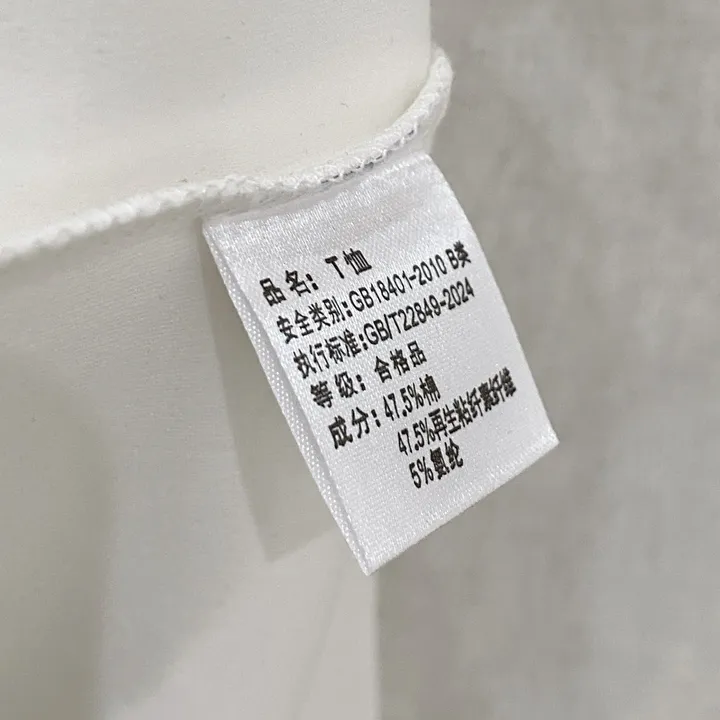 品名: T恤
安全类别:GB18401-2010 B类
执行标准:GB/T22849-2024
等级: 合格品
成分: 47.5%棉
47.5%再生粘纤素纤维
5%氨纶